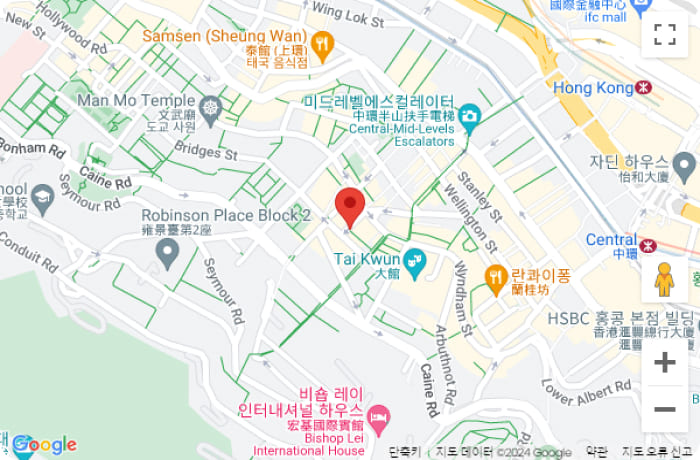 Hollywood Rd
New St
Wing Lok St
國際金融中心
ifc mall
Samsen (Sheung Wan)
泰館 (上環)
태국 음식점
Hong Kong
Man Mo Temple
文武廟
도교 사원
미드레벨에스컬레이터
中環半山扶手電梯
Central-Mid-Levels
Escalators
Bridges St
Bonham Rd
Caine Rd
자딘 하우스
怡和大廈
Stanley St
Wellington St
hool
學校
中학교
Seymour Rd
Robinson Place Block 2
雍景臺第2座
Conduit Rd
Seymour Rd
Tai Kwun
大館
Central
中環
Wyndham St
란콰이퐁
蘭桂坊
HSBC 홍콩 본점 빌딩
香港滙豐總行大廈
Arbuthnot Rd
Caine Rd
Lower Albert Rd
비숍 레이
인터내셔널 하우스
宏基國際賓館
Bishop Lei
International House
대
Google
단축키
지도 데이터 ©2024 Google
약관
지도 오류 신고